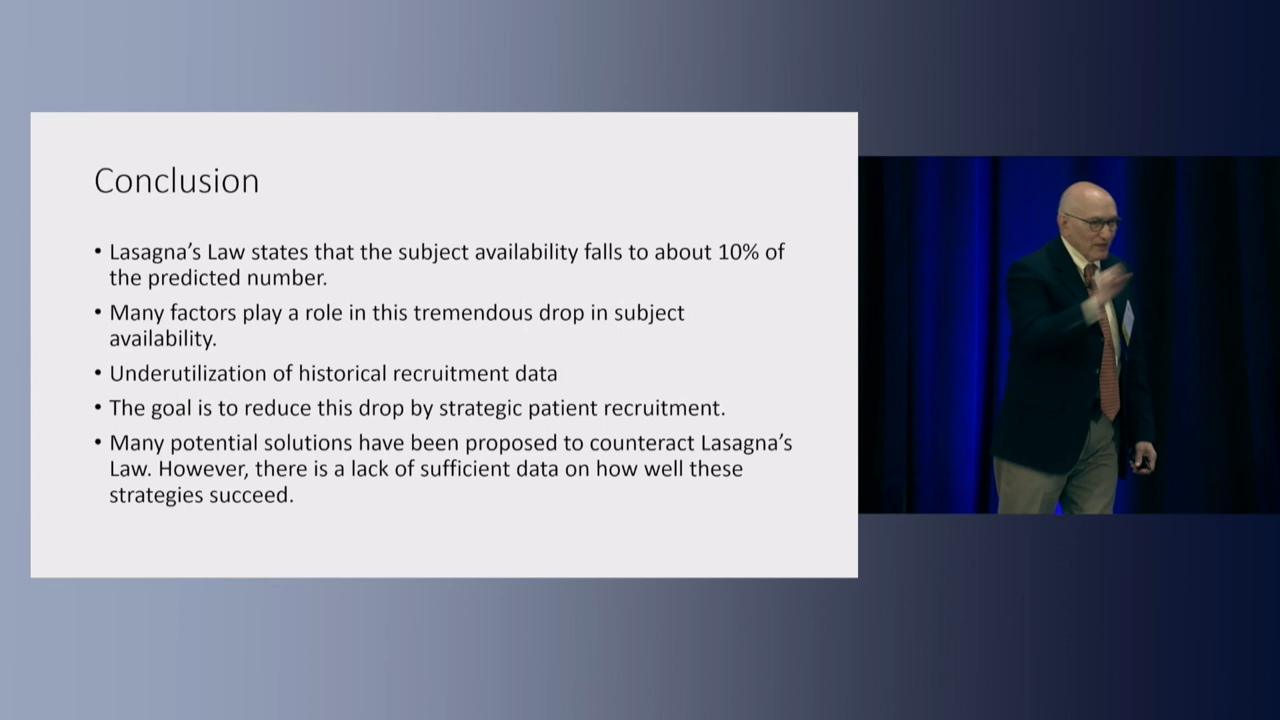 Conclusion
• Lasagna’s Law states that the subject availability falls to about 10% of
the predicted number.
• Many factors play a role in this tremendous drop in subject
availability.
• Underutilization of historical recruitment data
• The goal is to reduce this drop by strategic patient recruitment.
• Many potential solutions have been proposed to counteract Lasagna’s
Law. However, there is a lack of sufficient data on how well these
strategies succeed.